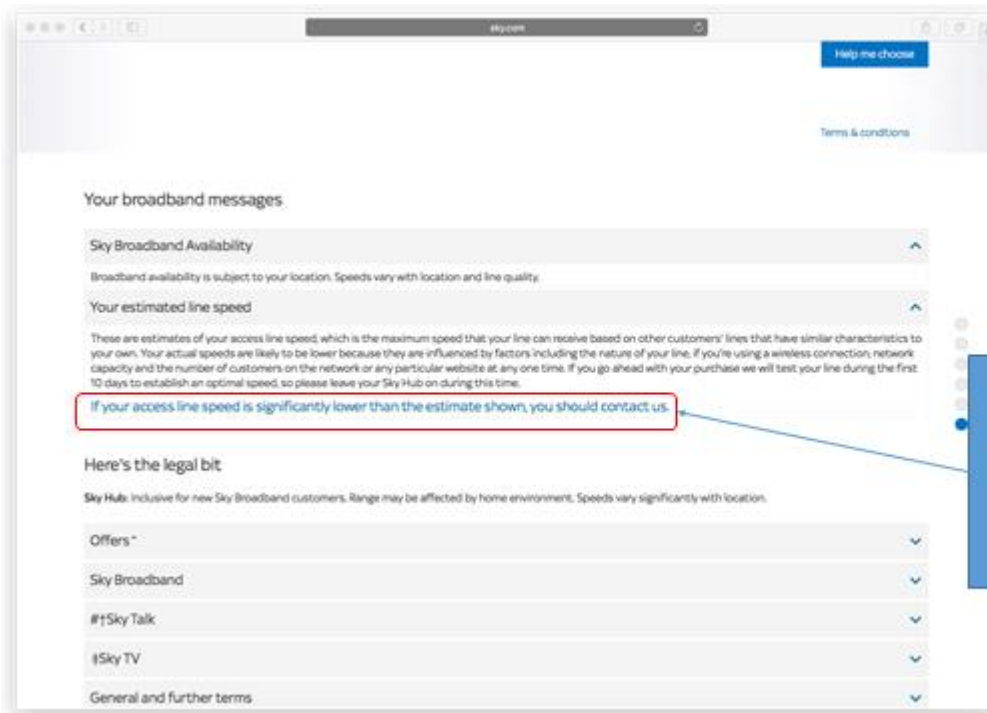 sky.com
Help me choose
Terms & conditions
Your broadband messages
Sky Broadband Availability
Broadband availability is subject to your location. Speeds vary with location and line quality.
Your estimated line speed
These are estimates of your access line speed, which is the maximum speed that your line can receive based on other customers' lines that have similar characteristics to
your own. Your actual speeds are likely to be lower because they are influenced by factors including the nature of your line, if you're using a wireless connection, network
capacity and the number of customers on the network or any particular website at any one time. If you go ahead with your purchase we will test your line during the first
10 days to establish an optimal speed, so please leave your Sky Hub on during this time.
If your access line speed is significantly lower than the estimate shown, you should contact us.
Here's the legal bit
Sky Hub: Inclusive for new Sky Broadband customers. Range may be affected by home environment. Speeds vary significantly with location.
Offers*
Sky Broadband
#†Sky Talk
‡Sky TV
General and further terms